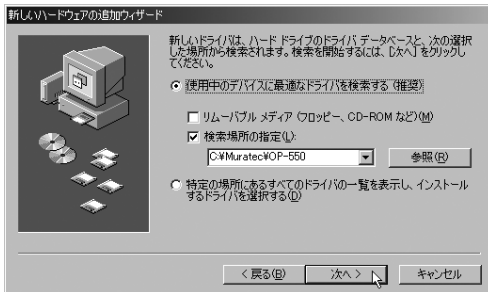 新しいハードウェアの追加ウィザード
新しいドライバは、ハード ドライブのドライバ データベースと、次の選択
した場所から検索されます。検索を開始するには、[次へ] をクリックし
てください。
使用中のデバイスに最適なドライバを検索する (推奨)
リムーバブル メディア (フロッピー、CD-ROM など)(M)
検索場所の指定(L):
C:¥Muratec¥OP-550
参照(R)
特定の場所にあるすべてのドライバの一覧を表示し、インストール
するドライバを選択する(D)
< 戻る(B)
次へ >
キャンセル